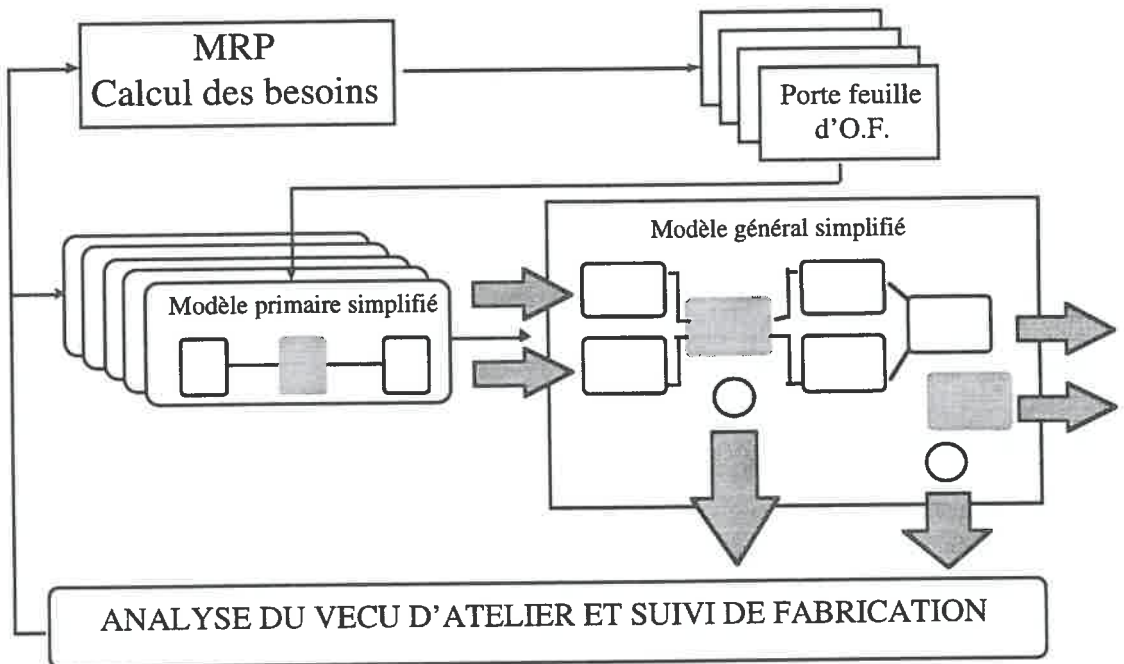 MRP
Calcul des besoins
Porte feuille
d'O.F.
Modèle général simplifié
Modèle primaire simplifié
ANALYSE DU VECU D'ATELIER ET SUIVI DE FABRICATION